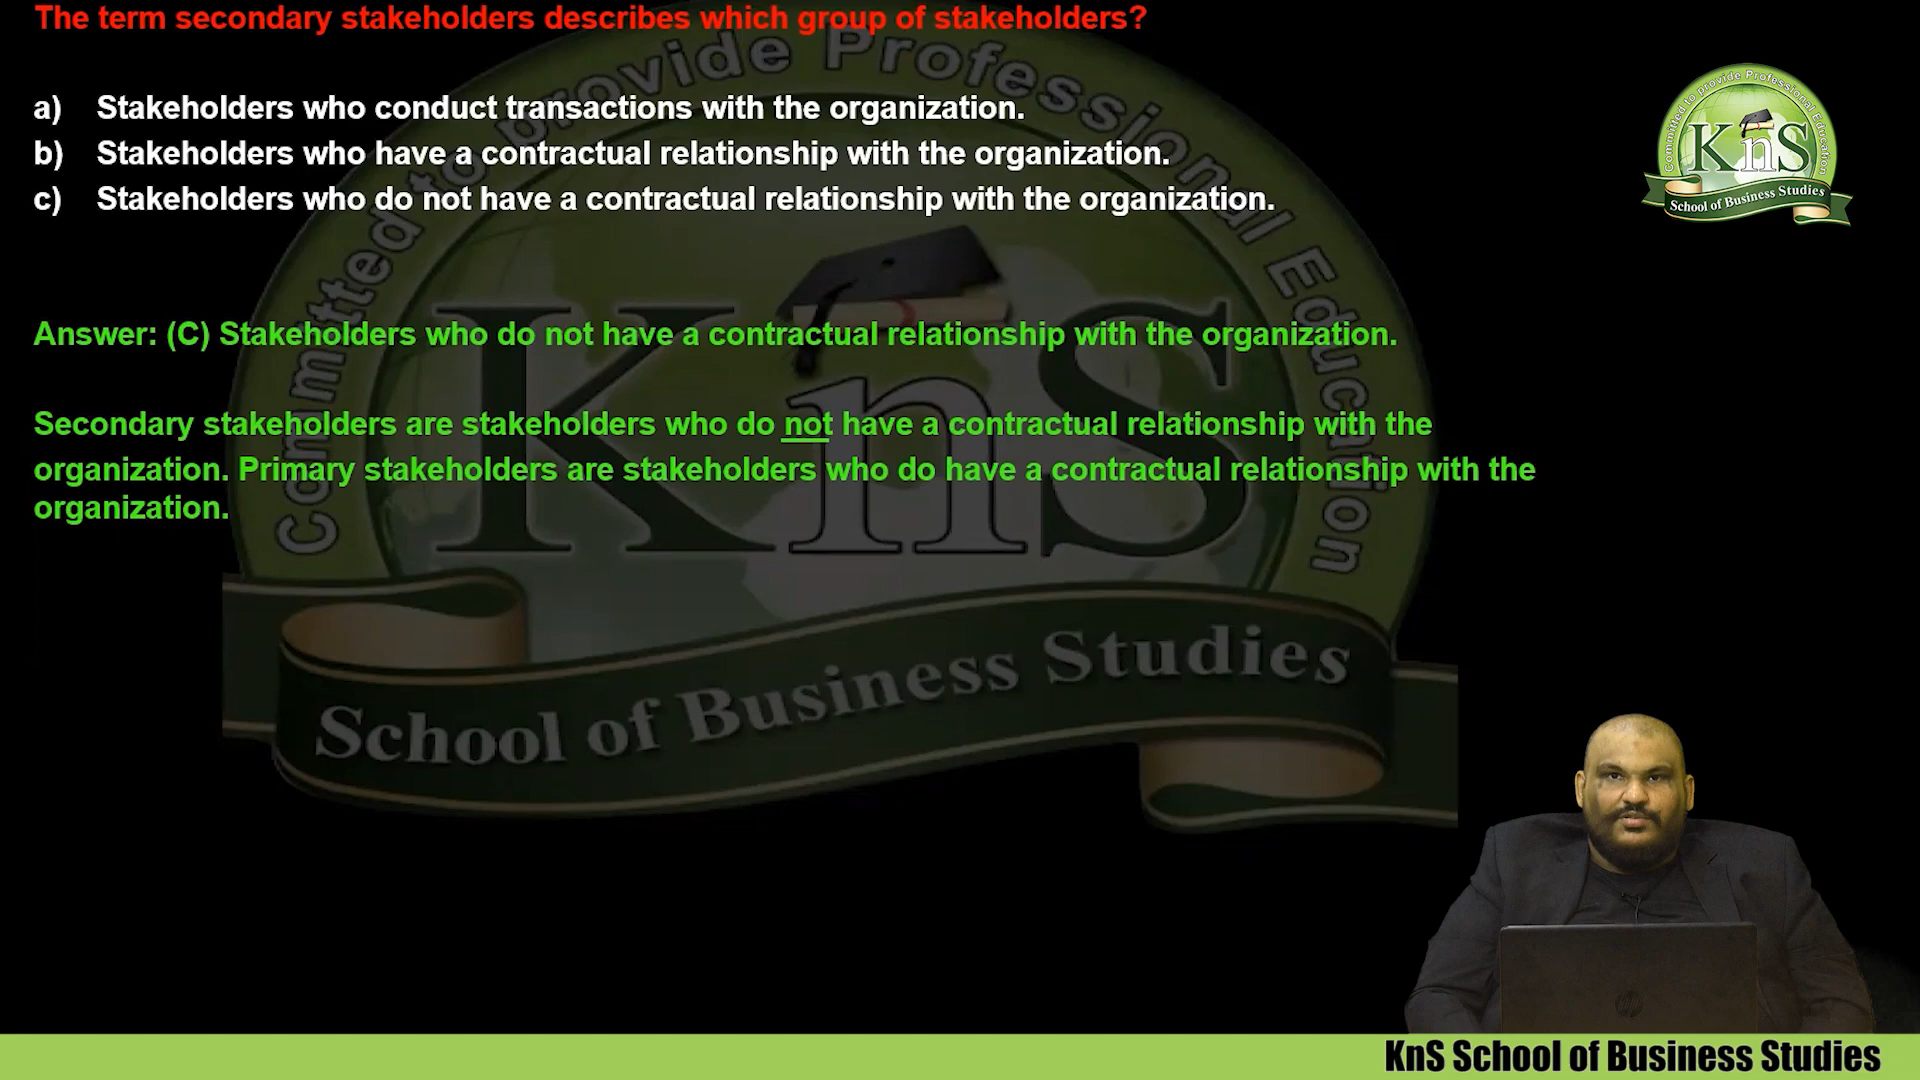 The term secondary stakeholders describes which group of stakeholders?
a) Stakeholders who conduct transactions with the organization.
b) Stakeholders who have a contractual relationship with the organization.
c) Stakeholders who do not have a contractual relationship with the organization.
Answer: (C) Stakeholders who do not have a contractual relationship with the organization.
Secondary stakeholders are stakeholders who do not have a contractual relationship with the
organization. Primary stakeholders are stakeholders who do have a contractual relationship with the
organization.
Committed to provide Professional Education
KnS
School of Business Studies
Committed to provide Professional Education
KnS
School of Business Studies
hp
KnS School of Business Studies